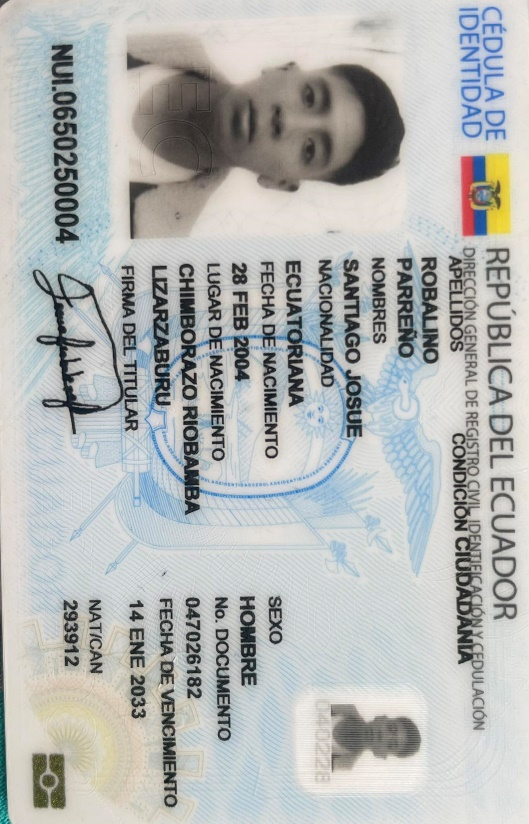 REPÚBLICA DEL ECUADOR
DIRECCIÓN GENERAL DE REGISTRO CIVIL, IDENTIFICACIÓN Y CEDULACIÓN
CÉDULA DE
IDENTIDAD
CONDICIÓN CIUDADANÍA
APELLIDOS
ROBALINO
PARREÑO
NOMBRES
SANTIAGO JOSUE
NACIONALIDAD
ECUATORIANA
FECHA DE NACIMIENTO
28 FEB 2004
LUGAR DE NACIMIENTO
CHIMBORAZO RIOBAMBA
LIZARZABURU
FIRMA DEL TITULAR
SEXO
HOMBRE
No. DOCUMENTO
047026182
FECHA DE VENCIMIENTO
14 ENE 2033
NAT/CAN
293912
NUI.0650250004
040228